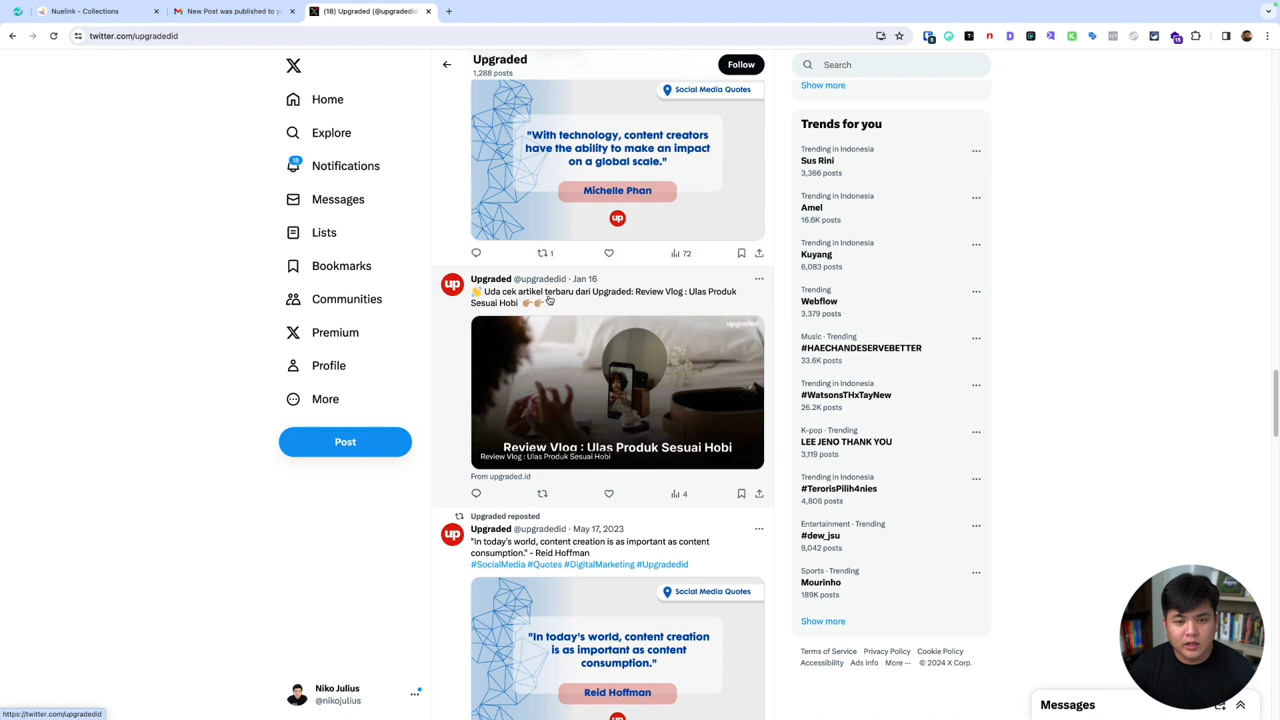 Nuelink - Collections
New Post was published to yo
(18) Upgraded (@upgradedid)
twitter.com/upgradedid
Home
Explore
18
Notifications
Messages
Lists
Bookmarks
Communities
Premium
Profile
More
Post
Niko Julius
@nikojulius
https://twitter.com/upgradedid
Upgraded
1,288 posts
Follow
Social Media Quotes
"With technology, content creators
have the ability to make an impact
on a global scale."
Michelle Phan
up
1
72
up
Upgraded @upgradedid · Jan 16
Uda cek artikel terbaru dari Upgraded: Review Vlog : Ulas Produk
Sesuai Hobi
upgraded
Review Vlog : Ulas Produk Sesuai Hobi
Review Vlog : Ulas Produk Sesuai Hobi
From upgraded.id
4
Upgraded reposted
up
Upgraded @upgradedid · May 17, 2023
"In today's world, content creation is as important as content
consumption." - Reid Hoffman
#SocialMedia #Quotes #DigitalMarketing #Upgradedid
Social Media Quotes
"In today's world, content creation
is as important as content
consumption."
Reid Hoffman
Search
Show more
Trends for you
Trending in Indonesia
Sus Rini
3,366 posts
Trending in Indonesia
Amel
16.6K posts
Trending in Indonesia
Kuyang
6,083 posts
Trending
Webflow
3,379 posts
Music · Trending
#HAECHANDESERVEBETTER
33.6K posts
Trending in Indonesia
#WatsonsTHxTayNew
26.2K posts
K-pop · Trending
LEE JENO THANK YOU
3,119 posts
Trending in Indonesia
#TerorisPilih4nies
4,806 posts
Entertainment · Trending
#dew_jsu
9,042 posts
Sports · Trending
Mourinho
189K posts
Show more
Terms of Service Privacy Policy Cookie Policy
Accessibility Ads info More ··· © 2024 X Corp.
Messages